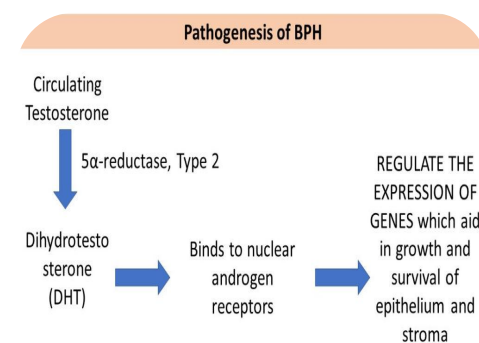 Pathogenesis of BPH
Circulating
Testosterone
5α-reductase, Type 2
Dihydrotesto
sterone
(DHT)
Binds to nuclear
androgen
receptors
REGULATE THE
EXPRESSION OF
GENES which aid
in growth and
survival of
epithelium and
stroma